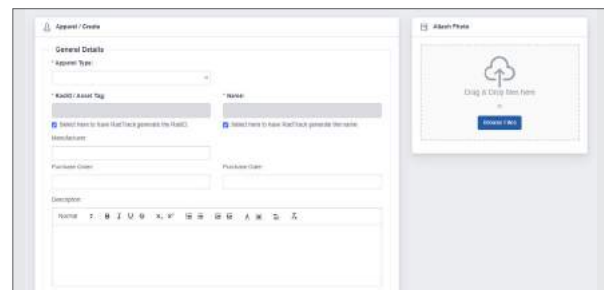 Apparel / Create
General Details
* Apparel Type:
* RadID / Asset Tag:
* Name:
Select Here to have RadTrack generate the RadID.
Select Here to have RadTrack generate the name.
Manufacturer:
Purchase Order:
Purchase Date:
Description:
Normal
Attach Photo
Drag & Drop files here
or
Browse Files